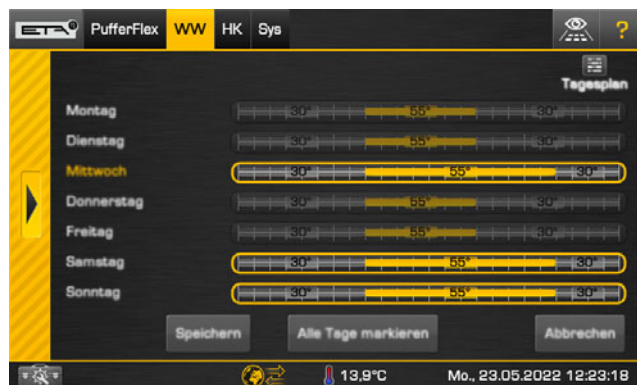 ETA PufferFlex WW HK Sys ?
Tagesplan
Montag 30° 55° 30°
Dienstag 30° 55° 30°
Mittwoch 30° 55° 30°
Donnerstag 30° 55° 30°
Freitag 30° 55° 30°
Samstag 30° 55° 30°
Sonntag 30° 55° 30°
Speichern Alle Tage markieren Abbrechen
13,9°C Mo., 23.05.2022 12:23:18